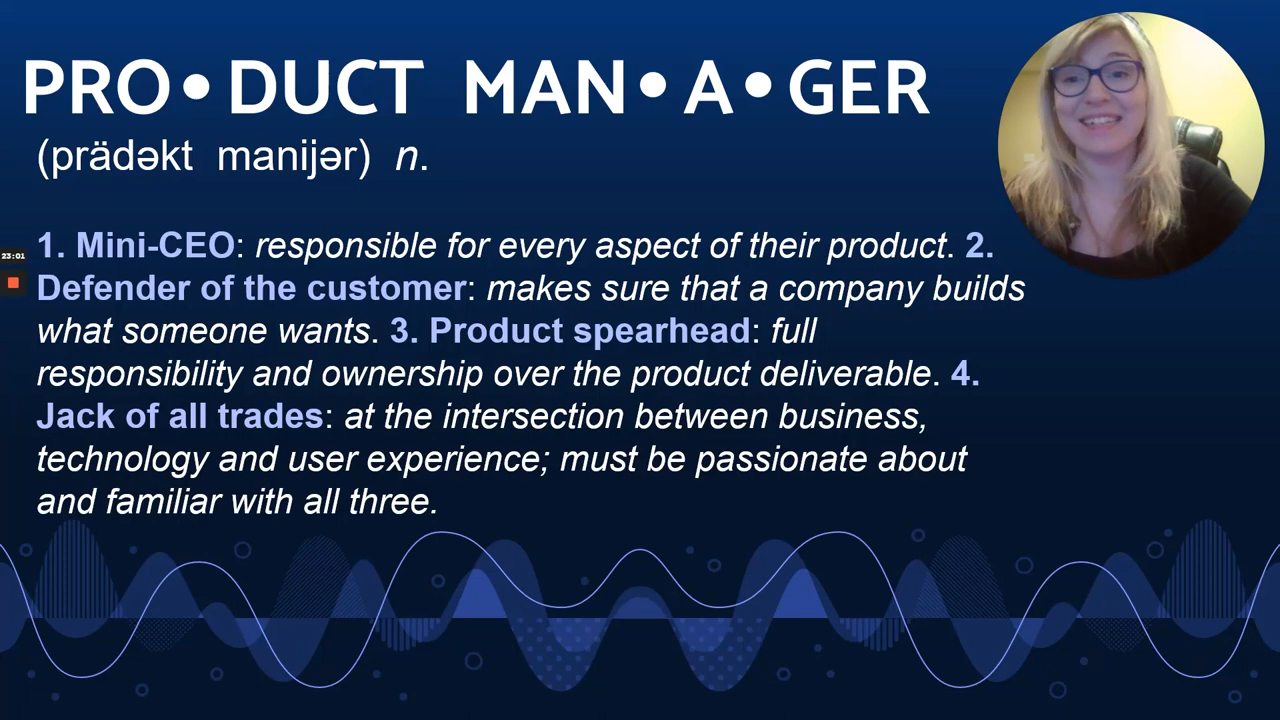 PRO•DUCT MAN•A•GER
(prädəkt manijər) n.
1. Mini-CEO: responsible for every aspect of their product. 2.
Defender of the customer: makes sure that a company builds
what someone wants. 3. Product spearhead: full
responsibility and ownership over the product deliverable. 4.
Jack of all trades: at the intersection between business,
technology and user experience; must be passionate about
and familiar with all three.
23:01